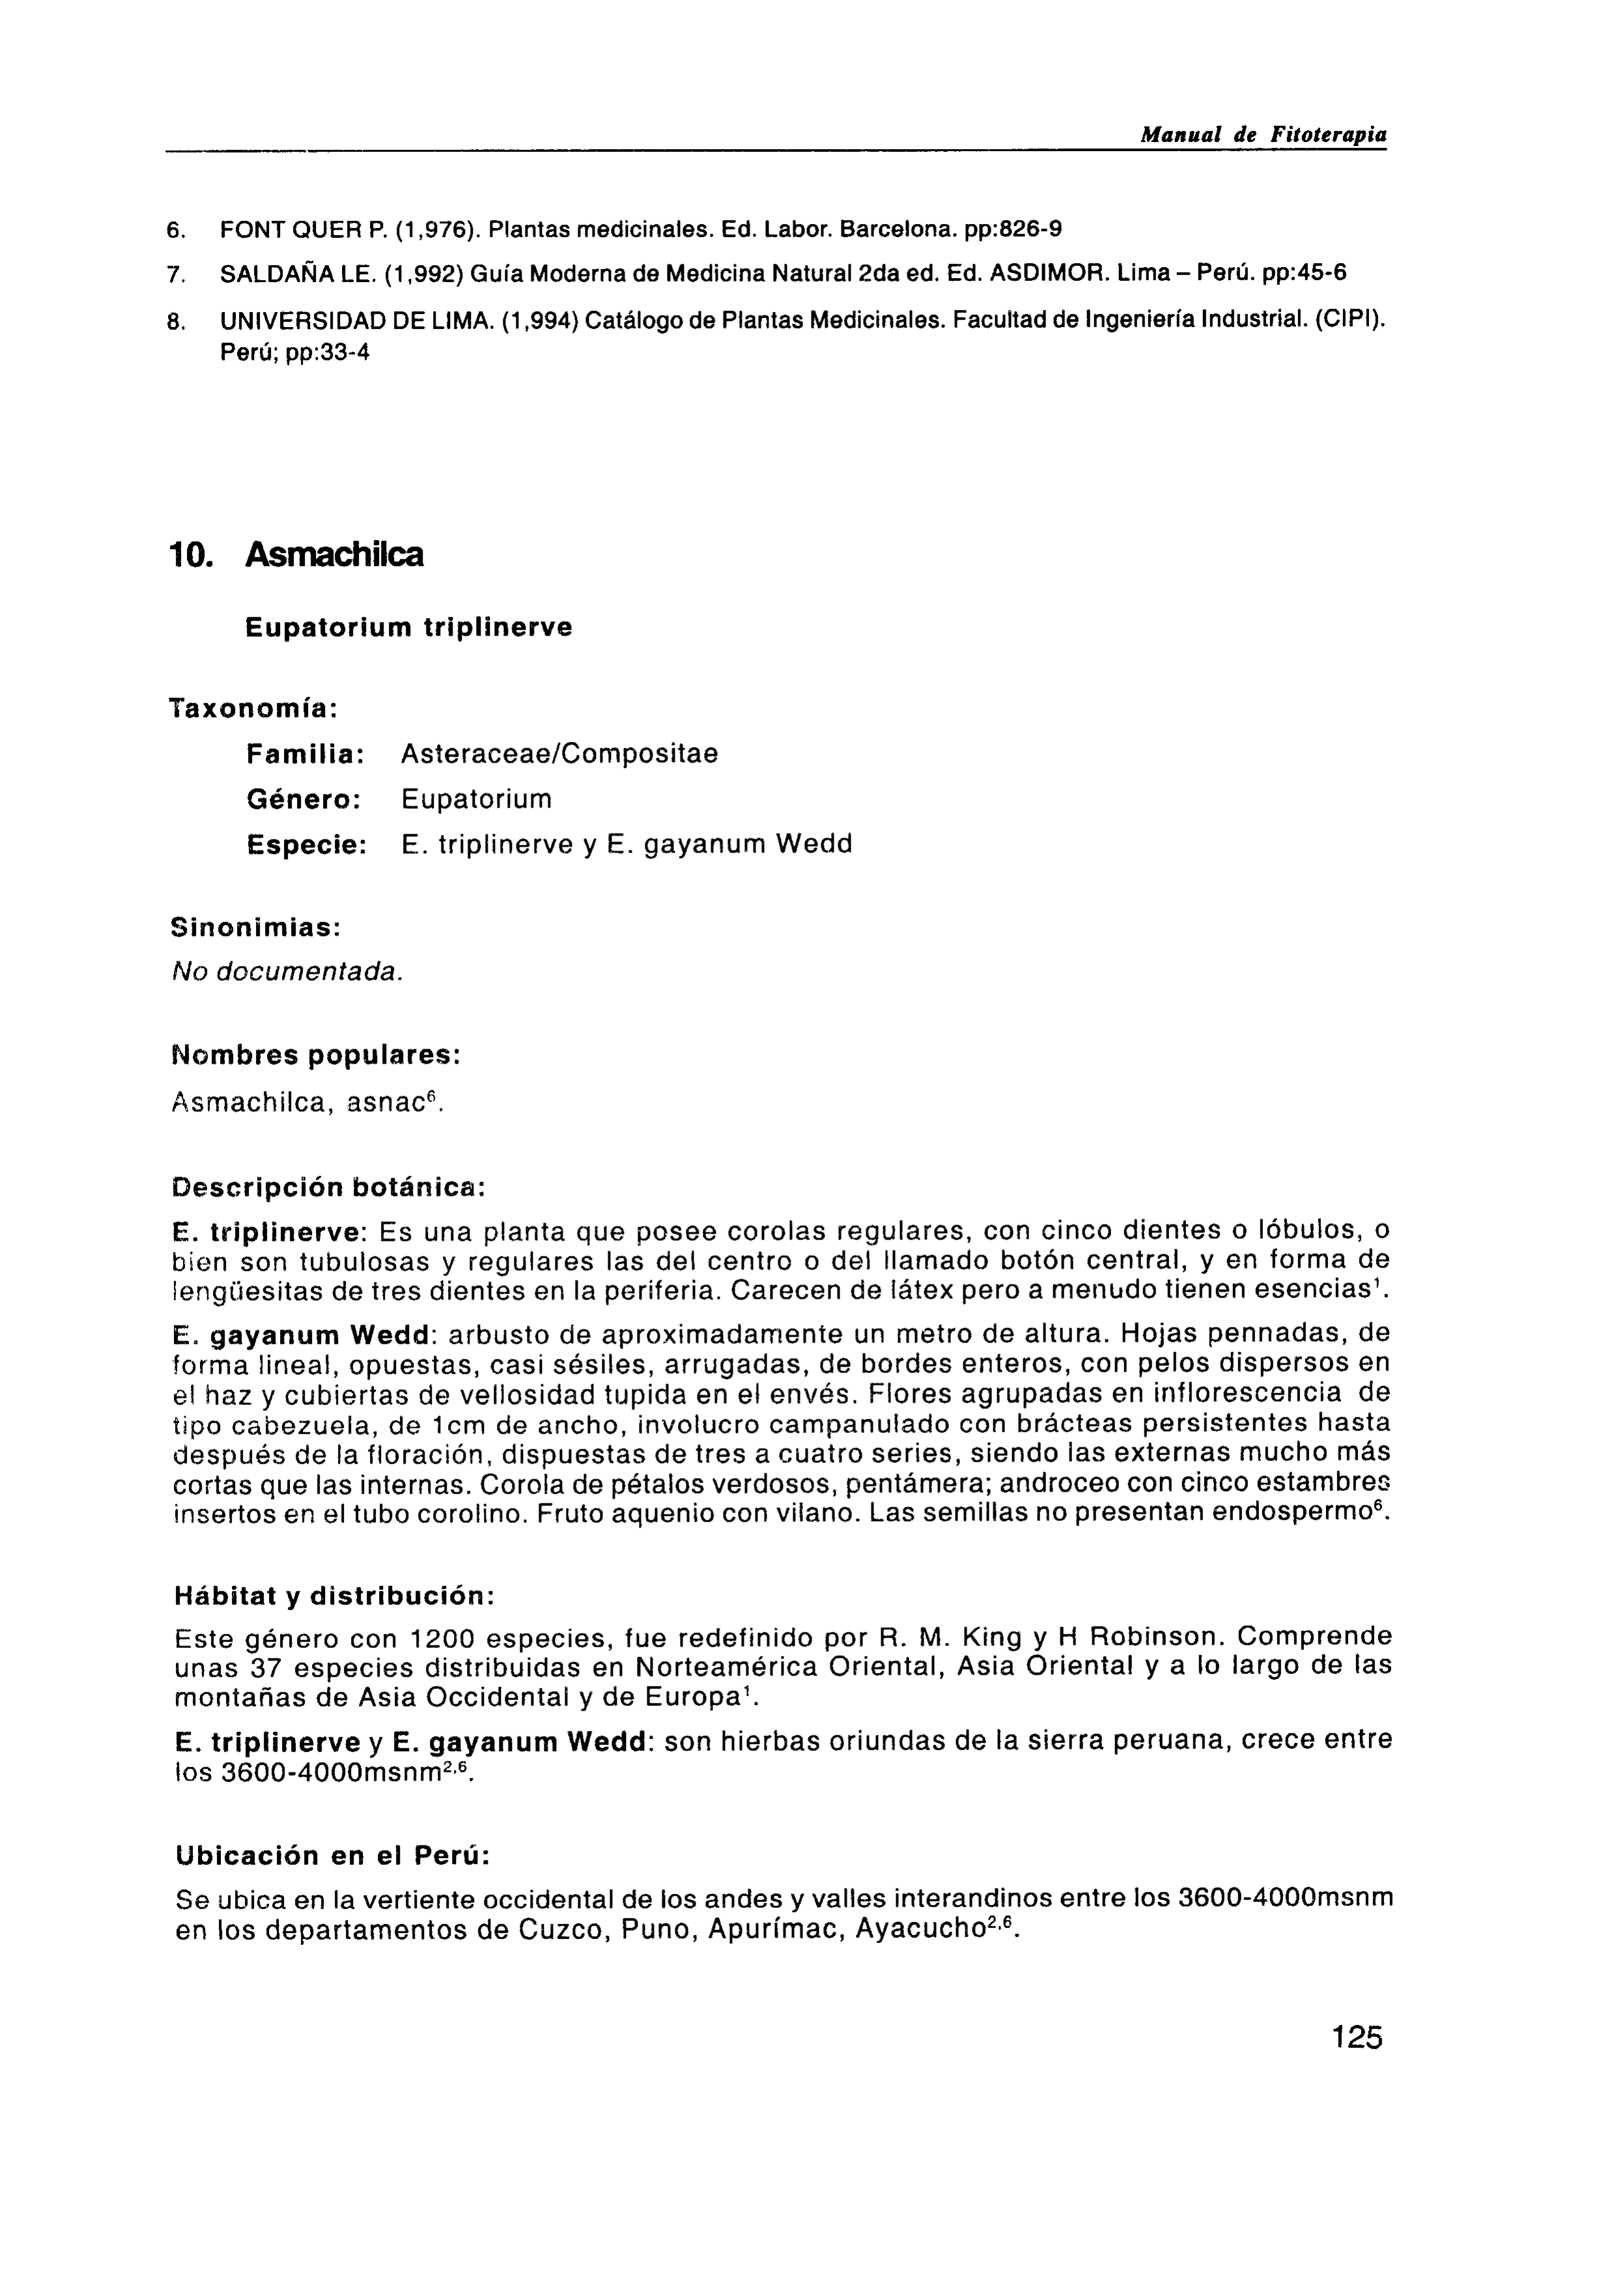 Manual de Fitoterapia
6. FONT QUER P. (1,976). Plantas medicinales. Ed. Labor. Barcelona. pp:826-9
7. SALDAÑA LE. (1,992) Guía Moderna de Medicina Natural 2da ed. Ed. ASDIMOR. Lima – Perú. pp:45-6
8. UNIVERSIDAD DE LIMA. (1,994) Catálogo de Plantas Medicinales. Facultad de Ingeniería Industrial. (CIPI).
Perú; pp:33-4
10. Asmachilca
Eupatorium triplinerve
Taxonomía:
Familia: Asteraceae/Compositae
Género: Eupatorium
Especie: E. triplinerve y E. gayanum Wedd
Sinonimias:
No documentada.
Nombres populares:
Asmachilca, asnac⁶.
Descripción botánica:
E. triplinerve: Es una planta que posee corolas regulares, con cinco dientes o lóbulos, o
bien son tubulosas y regulares las del centro o del llamado botón central, y en forma de
lengüesitas de tres dientes en la periferia. Carecen de látex pero a menudo tienen esencias¹.
E. gayanum Wedd: arbusto de aproximadamente un metro de altura. Hojas pennadas, de
forma lineal, opuestas, casi sésiles, arrugadas, de bordes enteros, con pelos dispersos en
el haz y cubiertas de vellosidad tupida en el envés. Flores agrupadas en inflorescencia de
tipo cabezuela, de 1cm de ancho, involucro campanulado con brácteas persistentes hasta
después de la floración, dispuestas de tres a cuatro series, siendo las externas mucho más
cortas que las internas. Corola de pétalos verdosos, pentámera; androceo con cinco estambres
insertos en el tubo corolino. Fruto aquenio con vilano. Las semillas no presentan endospermo⁶.
Hábitat y distribución:
Este género con 1200 especies, fue redefinido por R. M. King y H Robinson. Comprende
unas 37 especies distribuidas en Norteamérica Oriental, Asia Oriental y a lo largo de las
montañas de Asia Occidental y de Europa¹.
E. triplinerve y E. gayanum Wedd: son hierbas oriundas de la sierra peruana, crece entre
los 3600-4000msnm²,⁶.
Ubicación en el Perú:
Se ubica en la vertiente occidental de los andes y valles interandinos entre los 3600-4000msnm
en los departamentos de Cuzco, Puno, Apurímac, Ayacucho²,⁶.
125